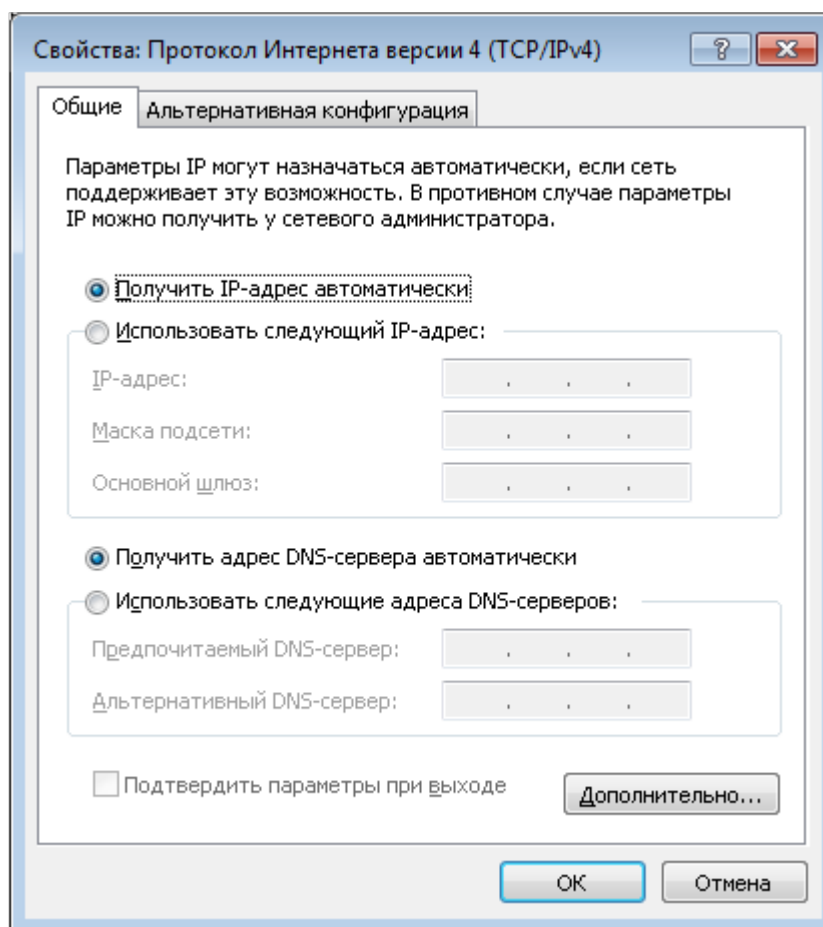 Свойства: Протокол Интернета версии 4 (TCP/IPv4)
?
Общие
Альтернативная конфигурация
Параметры IP могут назначаться автоматически, если сеть
поддерживает эту возможность. В противном случае параметры
IP можно получить у сетевого администратора.
Получить IP-адрес автоматически
Использовать следующий IP-адрес:
IP-адрес:
Маска подсети:
Основной шлюз:
Получить адрес DNS-сервера автоматически
Использовать следующие адреса DNS-серверов:
Предпочитаемый DNS-сервер:
Альтернативный DNS-сервер:
Подтвердить параметры при выходе
Дополнительно...
ОК
Отмена